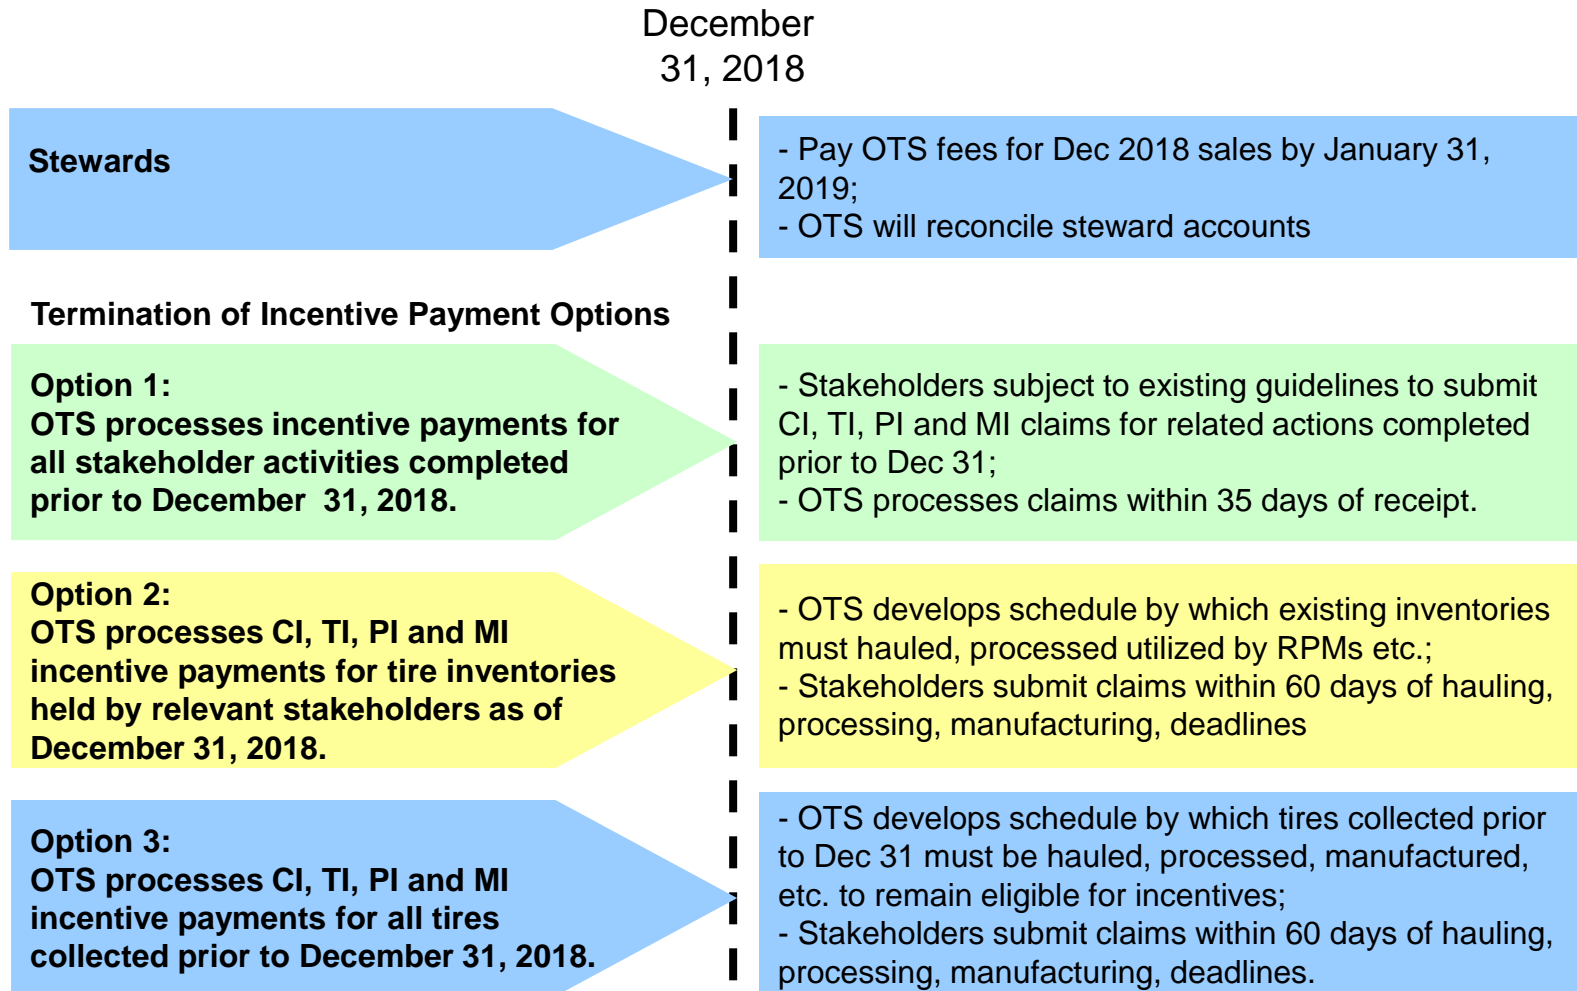 December
31, 2018
Stewards
- Pay OTS fees for Dec 2018 sales by January 31,
2019;
- OTS will reconcile steward accounts
Termination of Incentive Payment Options
Option 1:
OTS processes incentive payments for
all stakeholder activities completed
prior to December 31, 2018.
- Stakeholders subject to existing guidelines to submit
CI, TI, PI and MI claims for related actions completed
prior to Dec 31;
- OTS processes claims within 35 days of receipt.
Option 2:
OTS processes CI, TI, PI and MI
incentive payments for tire inventories
held by relevant stakeholders as of
December 31, 2018.
- OTS develops schedule by which existing inventories
must hauled, processed utilized by RPMs etc.;
- Stakeholders submit claims within 60 days of hauling,
processing, manufacturing, deadlines
Option 3:
OTS processes CI, TI, PI and MI
incentive payments for all tires
collected prior to December 31, 2018.
- OTS develops schedule by which tires collected prior
to Dec 31 must be hauled, processed, manufactured,
etc. to remain eligible for incentives;
- Stakeholders submit claims within 60 days of hauling,
processing, manufacturing, deadlines.